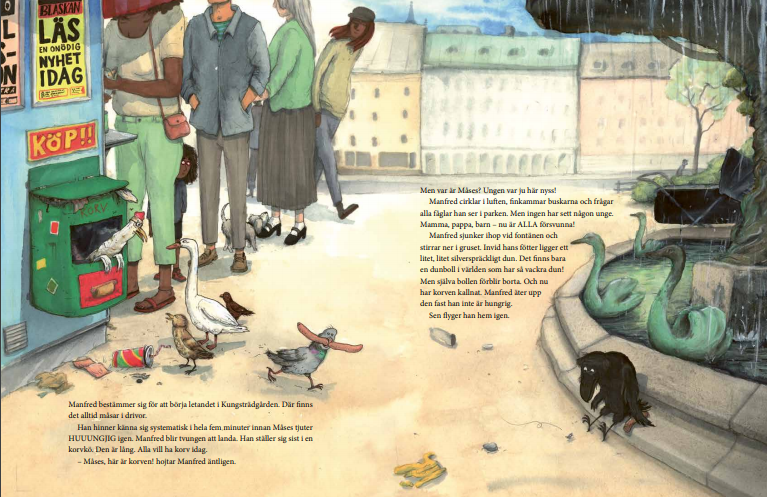 BLASKAN
LÄS
EN ONÖDIG
NYHET
IDAG
L
S-
ON
KÖP!!
KORV
Men var är Måses? Ungen var ju här nyss!
Manfred cirklar i luften, finkammar buskarna och frågar
alla fåglar han ser i parken. Men ingen har sett någon unge.
Mamma, pappa, barn – nu är ALLA försvunna!
Manfred sjunker ihop vid fontänen och
stirrar ner i gruset. Invid hans fötter ligger ett
litet, litet silverspräckligt dun. Det finns bara
en dunboll i världen som har så vackra dun!
Men själva bollen förblir borta. Och nu
har korven kallnat. Manfred äter upp
den fast han inte är hungrig.
Sen flyger han hem igen.
Manfred bestämmer sig för att börja letandet i Kungsträdgården. Där finns
det alltid måsar i drivor.
Han hinner känna sig systematisk i hela fem minuter innan Måses tjuter
HUUUNGJIG igen. Manfred blir tvungen att landa. Han ställer sig sist i en
korvkö. Den är lång. Alla vill ha korv idag.
– Måses, här är korven! hojtar Manfred äntligen.